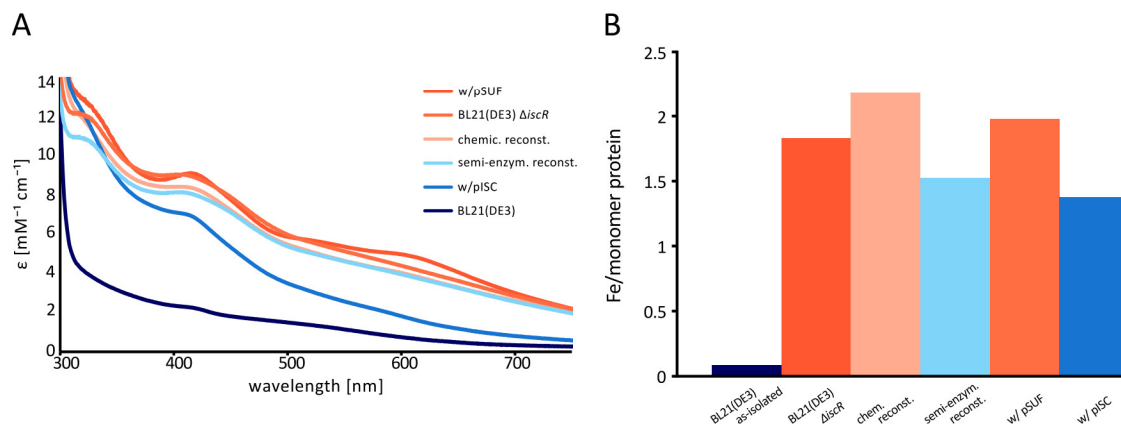 A
ε [mM⁻¹ cm⁻¹]
14
12
10
8
6
4
2
0
300
400
500
600
700
wavelength [nm]
w/pSUF
BL21(DE3) ΔiscR
chemic. reconst.
semi-enzym. reconst.
w/pISC
BL21(DE3)
B
Fe/monomer protein
2.5
2
1.5
1
0.5
0
BL21(DE3)
as-isolated
BL21(DE3)
ΔiscR
chem.
reconst.
semi-enzym.
reconst.
w/ pSUF
w/ pISC